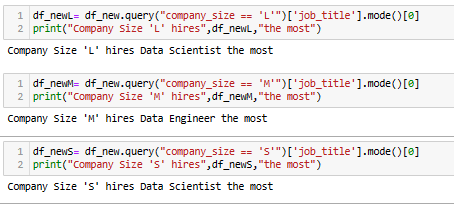 1 df_newL= df_new.query("company_size == 'L'")['job_title'].mode()[0]
2 print("Company Size 'L' hires",df_newL,"the most")
Company Size 'L' hires Data Scientist the most
1 df_newM= df_new.query("company_size == 'M'")['job_title'].mode()[0]
2 print("Company Size 'M' hires",df_newM,"the most")
Company Size 'M' hires Data Engineer the most
1 df_newS= df_new.query("company_size == 'S'")['job_title'].mode()[0]
2 print("Company Size 'S' hires",df_newS,"the most")
Company Size 'S' hires Data Scientist the most